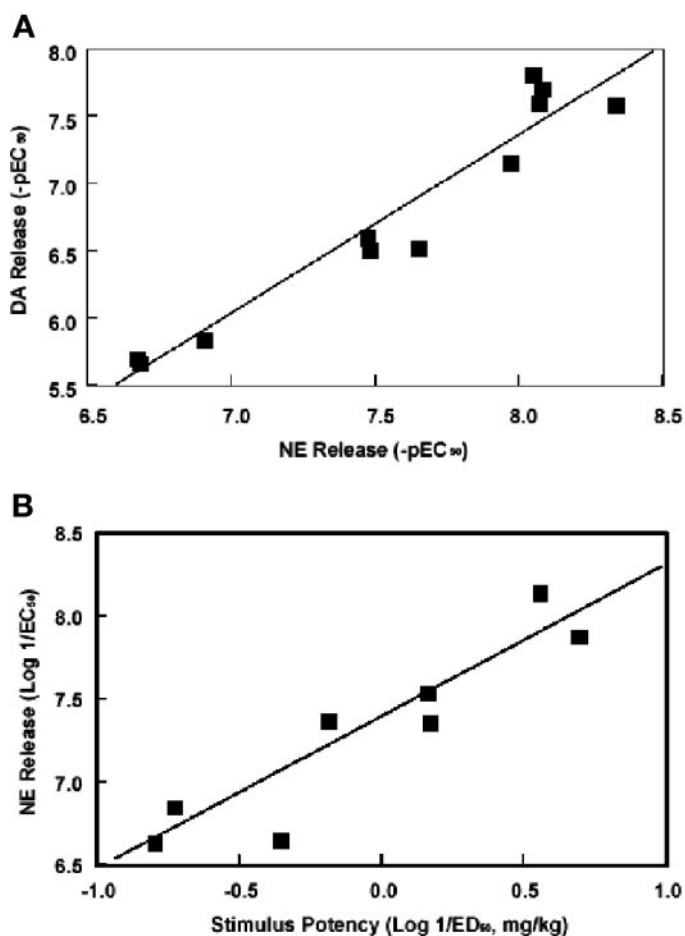 A
8.0
7.5
7.0
6.5
6.0
5.5
DA Release (-pEC₅₀)
6.5 7.0 7.5 8.0 8.5
NE Release (-pEC₅₀)
B
8.5
8.0
7.5
7.0
6.5
NE Release (Log 1/EC₅₀)
-1.0 -0.5 0.0 0.5 1.0
Stimulus Potency (Log 1/ED₅₀, mg/kg)